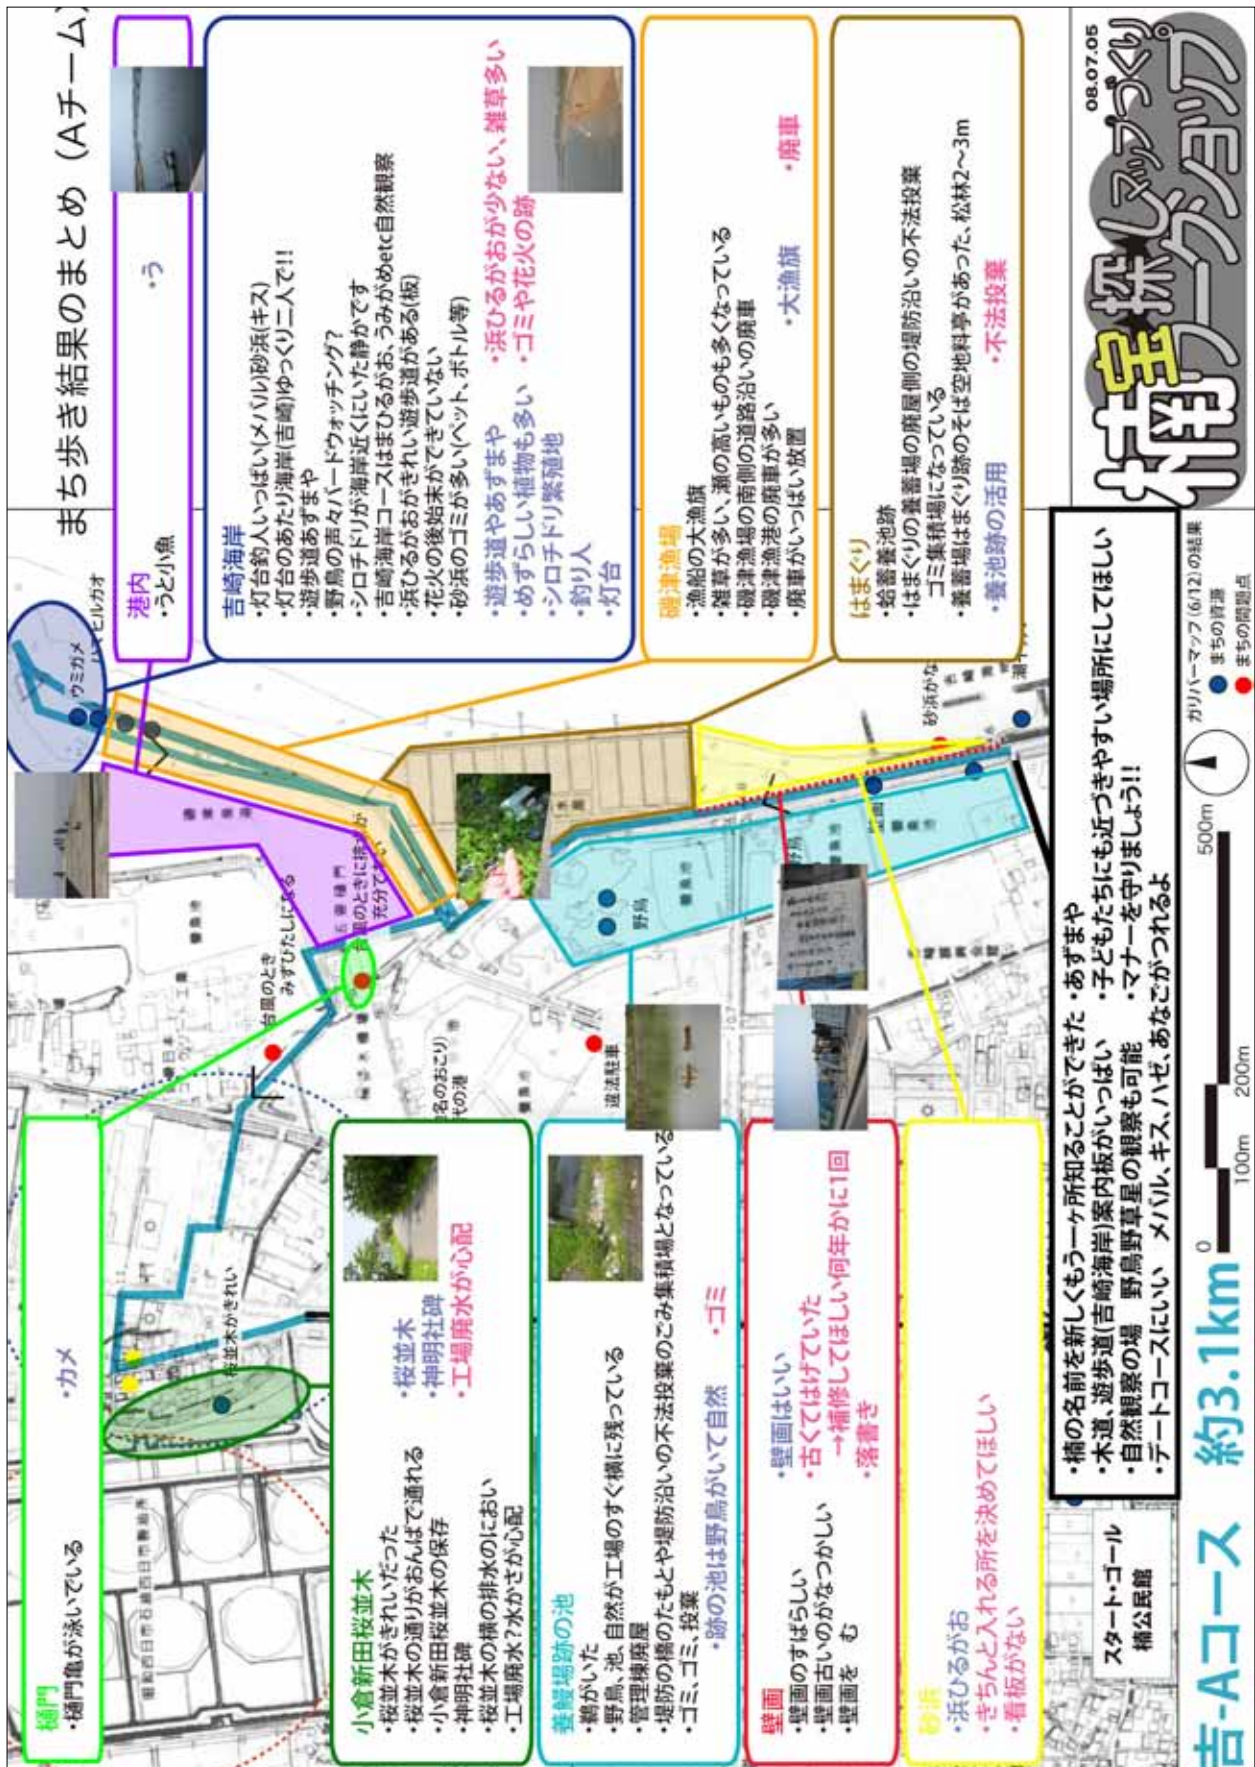 まち歩き結果のまとめ（Aチーム）
樋門
・樋門亀が泳いでいる
・カメ
小倉新田桜並木
・桜並木がきれいだった
・桜並木の通りがおんぱで通れる
・小倉新田桜並木の保存
・神明社碑
・桜並木の横の排水のにおい
・工場廃水?水かさが心配
・桜並木
・神明社碑
・工場廃水が心配
養鰻場跡の池
・鵜がいた
・野鳥、池、自然が工場のすぐ横に残っている
・管理棟廃屋
・堤防の橋のたもとや堤防沿いの不法投棄のごみ集積場となっている
・ゴミ、ゴミ、投棄
・跡の池は野鳥がいて自然
・ゴミ
壁画
・壁画のすばらしい
・壁画古いのがなつかしい
・壁画を　む
・壁画はいい
・古くてはげていた
→補修してほしい何年かに1回
・落書き
砂浜
・浜ひるがお
・きちんと入れる所を決めてほしい
・看板がない
港内
・うと小魚
・う
吉崎海岸
・灯台釣人いっぱい(メバル)砂浜(キス)
・灯台のあたり海岸(吉崎)ゆっくり二人で!!
・遊歩道あずまや
・野鳥の声々バードウォッチング?
・シロチドリが海岸近くにいた静かです
・吉崎海岸コースはまひるがお、うみがめetc自然観察
・浜ひるがおがきれい遊歩道がある(板)
・花火の後始末ができていない
・砂浜のゴミが多い(ペット、ボトル等)
・遊歩道やあずまや
・めずらしい植物も多い
・シロチドリ繁殖地
・釣り人
・灯台
・浜ひるがおが少ない、雑草多い
・ゴミや花火の跡
磯津漁場
・漁船の大漁旗
・雑草が多い、瀬の高いものも多くなっている
・磯津漁場の南側の道路沿いの廃車
・磯津漁港の廃車が多い
・廃車がいっぱい放置
・大漁旗
・廃車
はまぐり
・蛤蓄養池跡
・はまぐりの養蓄場の廃屋側の堤防沿いの不法投棄
ゴミ集積場になっている
・養蓄場はまぐり跡のそば空地料亭があった、松林2〜3m
・養池跡の活用
・不法投棄
ウミガメ
台風のとき
みずびたしになる
野鳥
違法駐車
桜並木がきれい
・楠の名前を新しくもう一ヶ所知ることができた
・あずまや
・木道、遊歩道(吉崎海岸)案内板がいっぱい
・子どもたちにも近づきやすい場所にしてほしい
・自然観察の場　野鳥野草星の観察も可能
・マナーを守りましょう!!
・デートコースにいい　メバル、キス、ハゼ、あなごがつれるよ
スタート・ゴール
楠公民館
吉-Aコース　約3.1km
0
100m
200m
500m
ガリバーマップ(6/12)の結果
まちの資源
まちの問題点
08.07.05
楠宝★探しマップづくり
ワークショップ